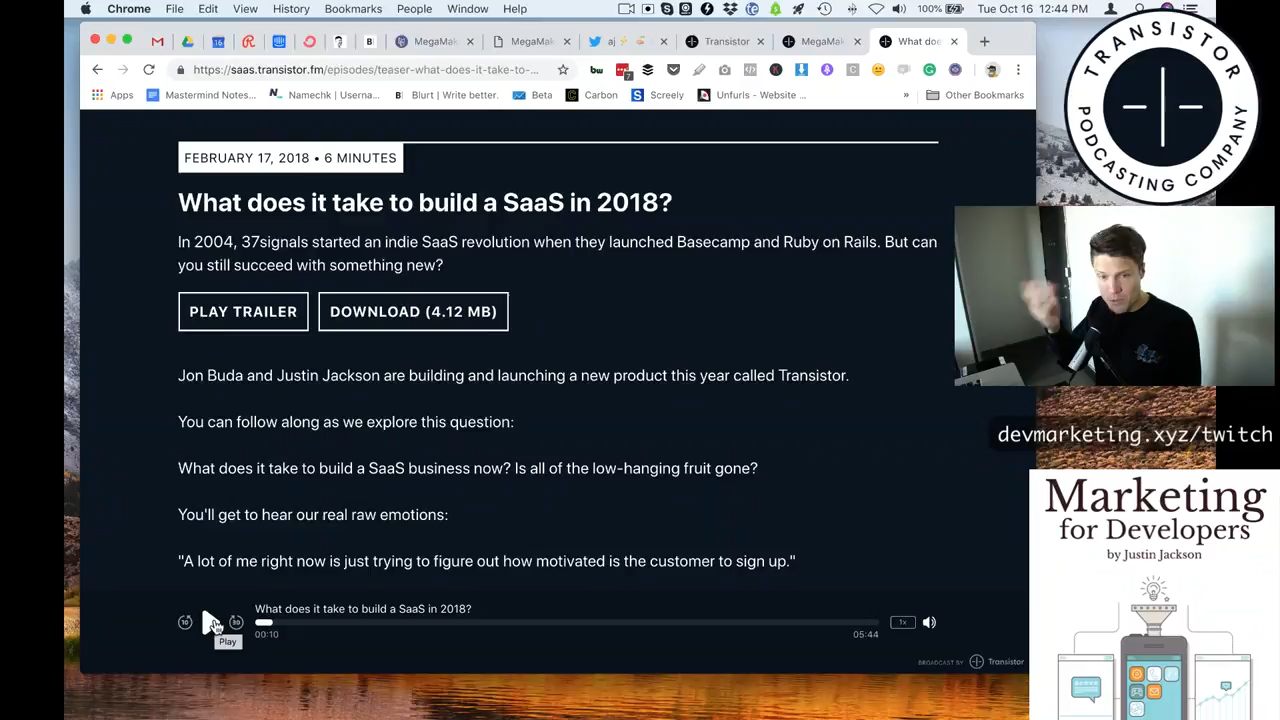 Chrome File Edit View History Bookmarks People Window Help
100% Tue Oct 16 12:44 PM
MegaMak
MegaMa
aj
Transistor
MegaMak
What doe
https://saas.transistor.fm/episodes/teaser-what-does-it-take-to-...
Apps Mastermind Notes... Namechk | Userna... Blurt | Write better. Beta Carbon Screely Unfurls - Website ... » Other Bookmarks
FEBRUARY 17, 2018 • 6 MINUTES
What does it take to build a SaaS in 2018?
In 2004, 37signals started an indie SaaS revolution when they launched Basecamp and Ruby on Rails. But can
you still succeed with something new?
PLAY TRAILER
DOWNLOAD (4.12 MB)
Jon Buda and Justin Jackson are building and launching a new product this year called Transistor.
You can follow along as we explore this question:
What does it take to build a SaaS business now? Is all of the low-hanging fruit gone?
You'll get to hear our real raw emotions:
"A lot of me right now is just trying to figure out how motivated is the customer to sign up."
What does it take to build a SaaS in 2018?
10
30
1x
00:10
05:44
Play
BROADCAST BY Transistor
TRANSISTOR
PODCASTING COMPANY
devmarketing.xyz/twitch
Marketing
for Developers
by Justin Jackson